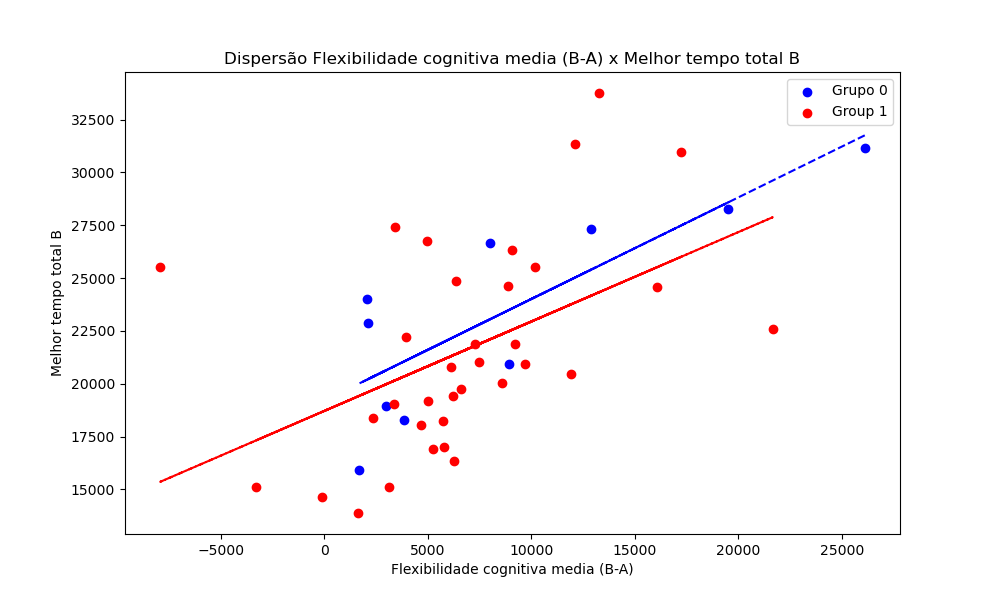 Dispersão Flexibilidade cognitiva media (B-A) x Melhor tempo total B
Grupo 0
Group 1
Melhor tempo total B
32500
30000
27500
25000
22500
20000
17500
15000
−5000 0 5000 10000 15000 20000 25000
Flexibilidade cognitiva media (B-A)